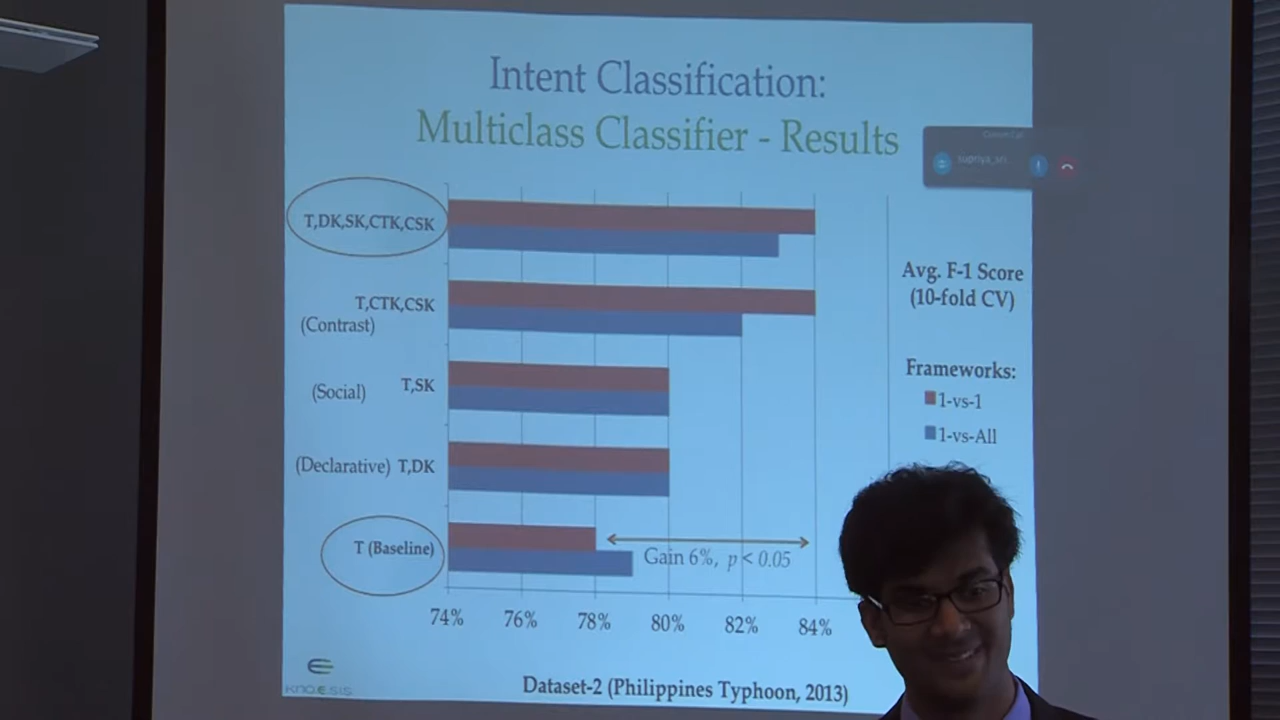 Intent Classification:
Multiclass Classifier - Results
T,DK,SK,CTK,CSK
T,CTK,CSK
(Contrast)
(Social) T,SK
(Declarative) T,DK
T (Baseline)
Gain 6%, p < 0.05
74% 76% 78% 80% 82% 84%
Avg. F-1 Score
(10-fold CV)
Frameworks:
1-vs-1
1-vs-All
Dataset-2 (Philippines Typhoon, 2013)